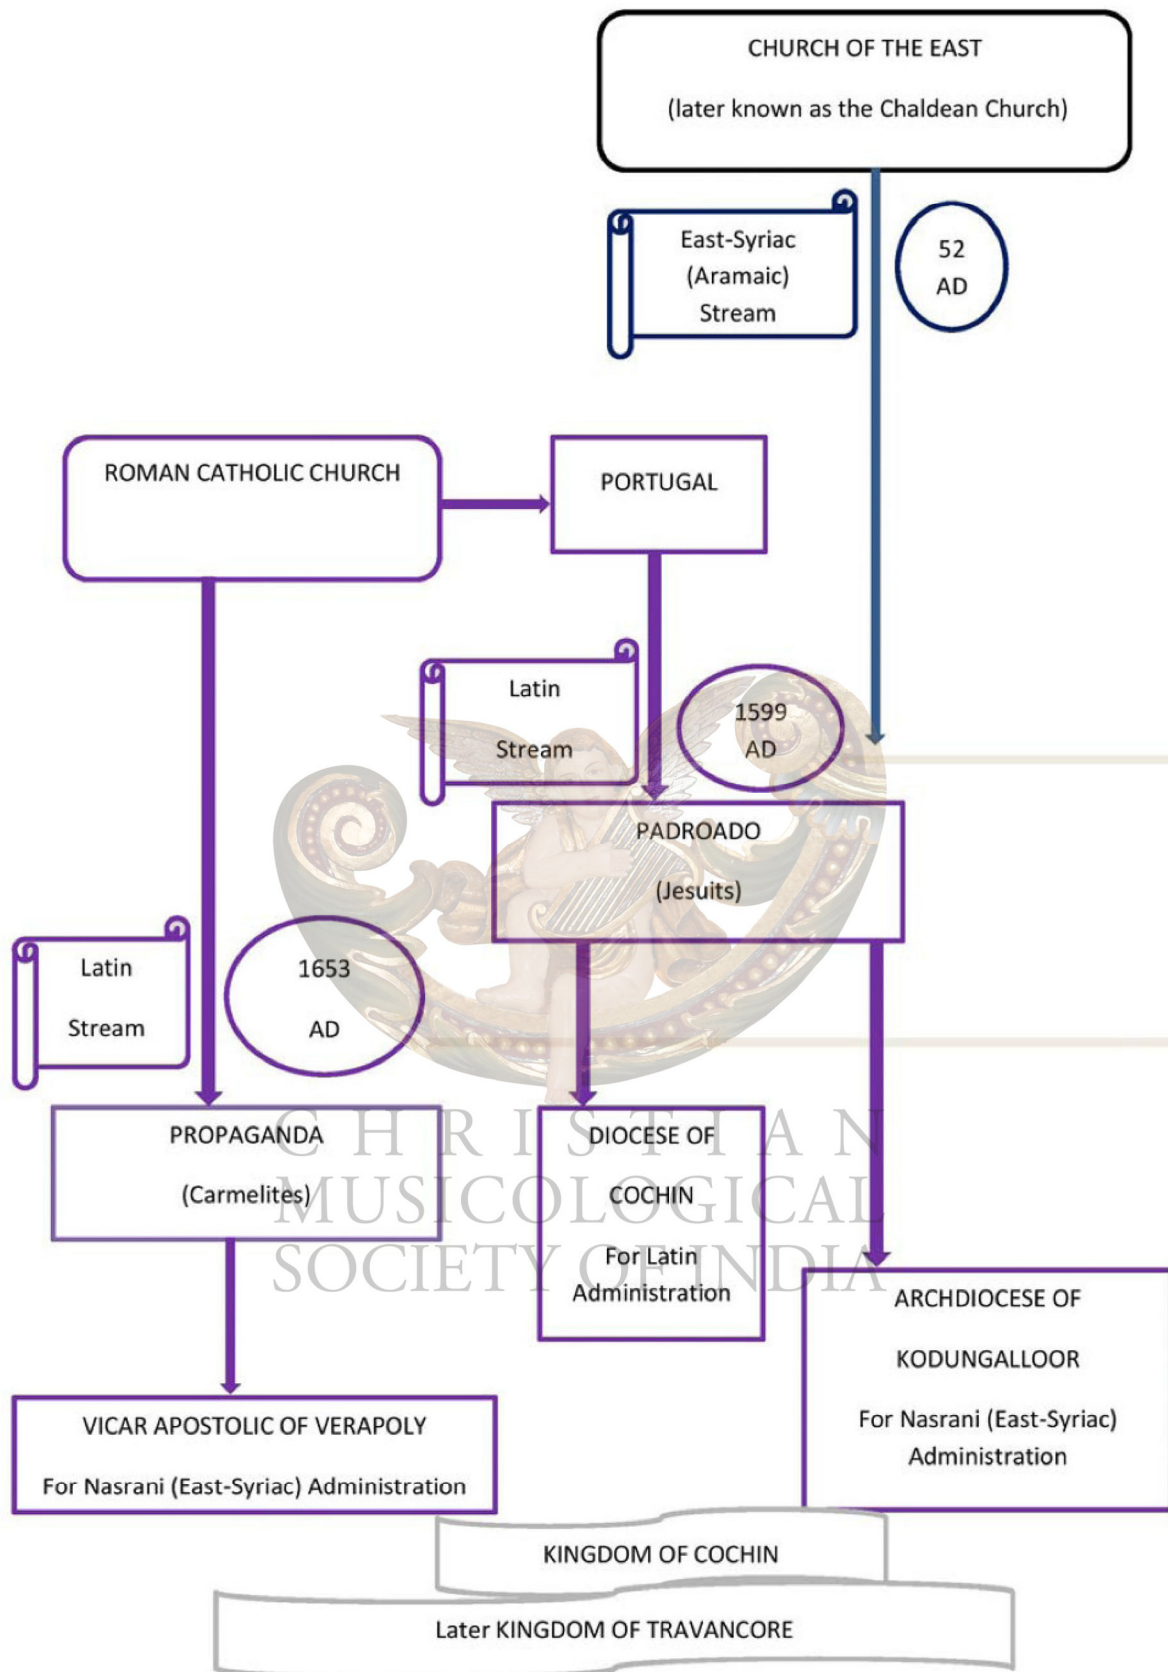 CHURCH OF THE EAST
(later known as the Chaldean Church)
East-Syriac
(Aramaic)
Stream
52
AD
ROMAN CATHOLIC CHURCH
PORTUGAL
Latin
Stream
1599
AD
PADROADO
(Jesuits)
Latin
Stream
1653
AD
PROPAGANDA
(Carmelites)
DIOCESE OF
COCHIN
For Latin
Administration
ARCHDIOCESE OF
KODUNGALLOOR
For Nasrani (East-Syriac)
Administration
VICAR APOSTOLIC OF VERAPOLY
For Nasrani (East-Syriac) Administration
KINGDOM OF COCHIN
Later KINGDOM OF TRAVANCORE
CHRISTIAN
MUSICOLOGICAL
SOCIETY OF INDIA